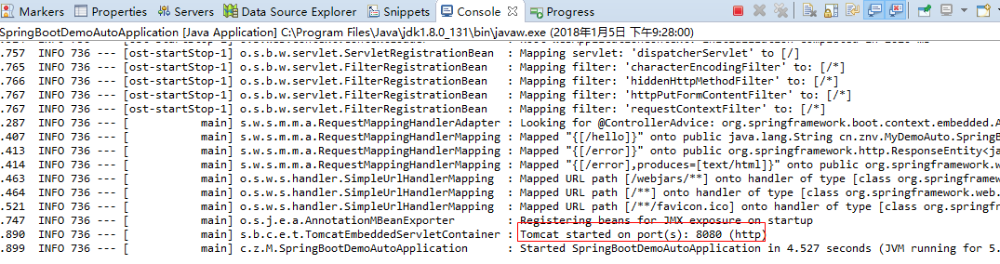 Markers Properties Servers Data Source Explorer Snippets Console Progress
SpringBootDemoAutoApplication [Java Application] C:\Program Files\Java\jdk1.8.0_131\bin\javaw.exe (2018年1月5日 下午9:28:00)
.757 INFO 736 --- [ost-startStop-1] o.s.b.w.servlet.ServletRegistrationBean : Mapping servlet: 'dispatcherServlet' to [/]
.765 INFO 736 --- [ost-startStop-1] o.s.b.w.servlet.FilterRegistrationBean : Mapping filter: 'characterEncodingFilter' to: [/*]
.766 INFO 736 --- [ost-startStop-1] o.s.b.w.servlet.FilterRegistrationBean : Mapping filter: 'hiddenHttpMethodFilter' to: [/*]
.767 INFO 736 --- [ost-startStop-1] o.s.b.w.servlet.FilterRegistrationBean : Mapping filter: 'httpPutFormContentFilter' to: [/*]
.767 INFO 736 --- [ost-startStop-1] o.s.b.w.servlet.FilterRegistrationBean : Mapping filter: 'requestContextFilter' to: [/*]
.287 INFO 736 --- [ main] s.w.s.m.m.a.RequestMappingHandlerAdapter : Looking for @ControllerAdvice: org.springframework.boot.context.embedded.A
.407 INFO 736 --- [ main] s.w.s.m.m.a.RequestMappingHandlerMapping : Mapped "{[/hello]}" onto public java.lang.String cn.znv.MyDemoAuto.SpringB
.413 INFO 736 --- [ main] s.w.s.m.m.a.RequestMappingHandlerMapping : Mapped "{[/error]}" onto public org.springframework.http.ResponseEntity<ja
.414 INFO 736 --- [ main] s.w.s.m.m.a.RequestMappingHandlerMapping : Mapped "{[/error],produces=[text/html]}" onto public org.springframework.w
.463 INFO 736 --- [ main] o.s.w.s.handler.SimpleUrlHandlerMapping : Mapped URL path [/webjars/**] onto handler of type [class org.springframew
.464 INFO 736 --- [ main] o.s.w.s.handler.SimpleUrlHandlerMapping : Mapped URL path [/**] onto handler of type [class org.springframework.web.
.521 INFO 736 --- [ main] o.s.w.s.handler.SimpleUrlHandlerMapping : Mapped URL path [/**/favicon.ico] onto handler of type [class org.springfr
.747 INFO 736 --- [ main] o.s.j.e.a.AnnotationMBeanExporter : Registering beans for JMX exposure on startup
.890 INFO 736 --- [ main] s.b.c.e.t.TomcatEmbeddedServletContainer : Tomcat started on port(s): 8080 (http)
.899 INFO 736 --- [ main] c.z.M.SpringBootDemoAutoApplication : Started SpringBootDemoAutoApplication in 4.527 seconds (JVM running for 5.